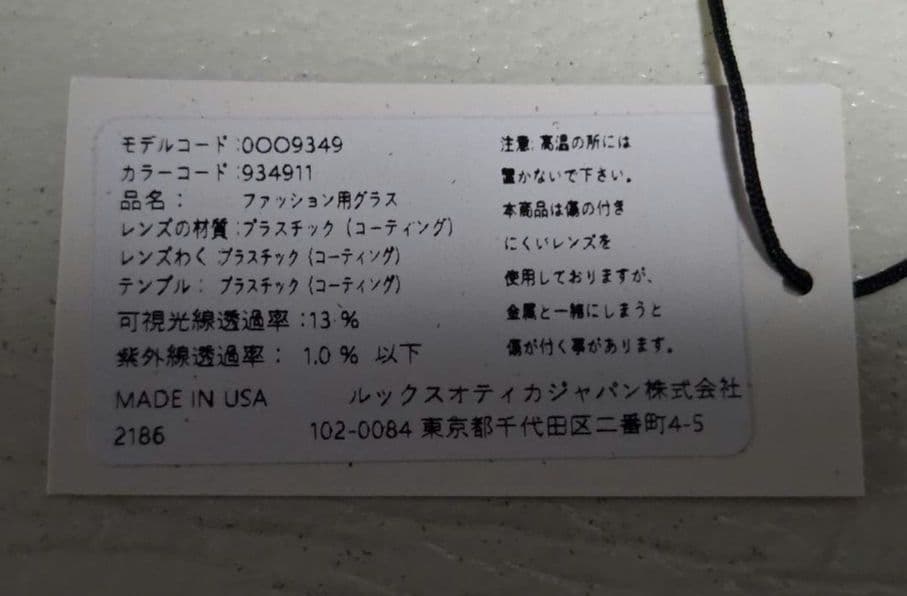 モデルコード:0OO9349
カラーコード:934911
品名: ファッション用グラス
レンズの材質:プラスチック(コーティング)
レンズわく プラスチック(コーティング)
テンプル: プラスチック(コーティング)
可視光線透過率:13%
紫外線透過率: 1.0% 以下
注意:高温の所には
置かないで下さい。
本商品は傷の付き
にくいレンズを
使用しておりますが、
金属と一緒にしまうと
傷が付く事があります。
MADE IN USA ルックスオティカジャパン株式会社
2186 102-0084 東京都千代田区二番町4-5